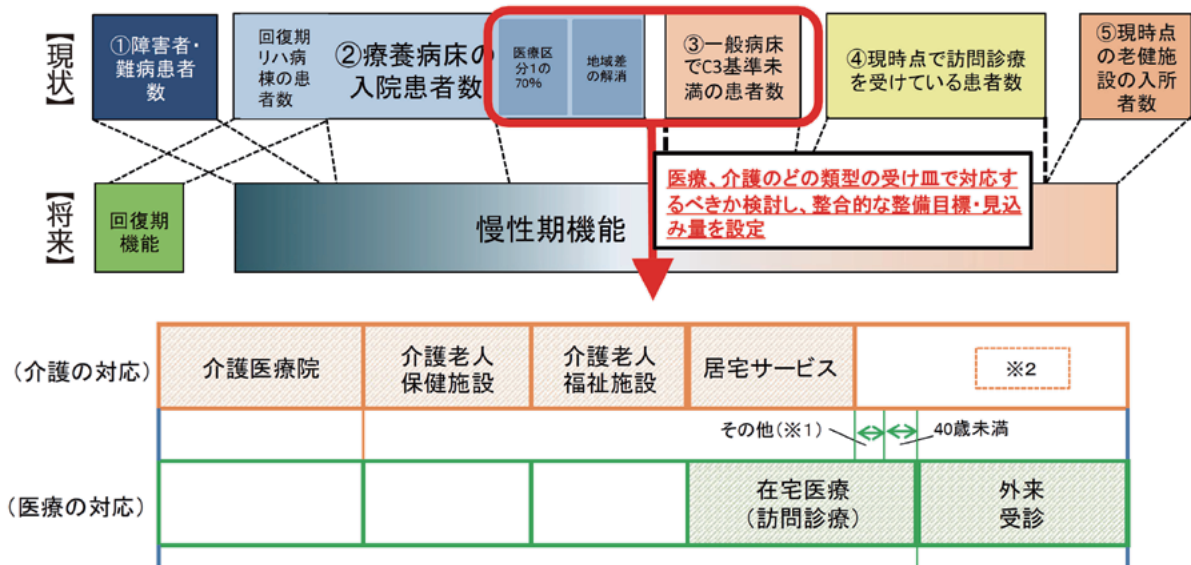 【現状】
①障害者・
難病患者
数
回復期
リハ病
棟の患
者数
②療養病床の
入院患者数
医療区
分1の
70%
地域差
の解消
③一般病床
でC3基準未
満の患者数
④現時点で訪問診療
を受けている患者数
⑤現時点
の老健施
設の入所
者数
【将来】
回復期
機能
慢性期機能
医療、介護のどの類型の受け皿で対応す
るべきか検討し、整合的な整備目標・見込
み量を設定
(介護の対応)
介護医療院
介護老人
保健施設
介護老人
福祉施設
居宅サービス
※2
その他(※1)
40歳未満
(医療の対応)
在宅医療
(訪問診療)
外来
受診